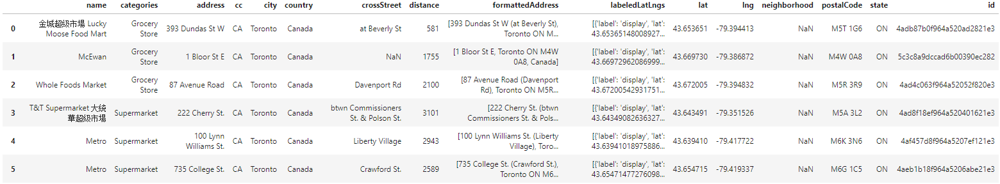 name categories address cc city country crossStreet distance formattedAddress labeledLatLngs lat lng neighborhood postalCode state id
0 金城超級市場 Lucky Moose Food Mart Grocery Store 393 Dundas St W CA Toronto Canada at Beverly St 581 [393 Dundas St W (at Beverly St), Toronto ON M... [{'label': 'display', 'lat': 43.65365148008927... 43.653651 -79.394413 NaN M5T 1G6 ON 4adb87b0f964a520ad2821e3
1 McEwan Grocery Store 1 Bloor St E CA Toronto Canada NaN 1755 [1 Bloor St E, Toronto ON M4W 0A8, Canada] [{'label': 'display', 'lat': 43.66972962086999... 43.669730 -79.386872 NaN M4W 0A8 ON 5c3c8a9dccad6b00390ec282
2 Whole Foods Market Grocery Store 87 Avenue Road CA Toronto Canada Davenport Rd 2100 [87 Avenue Road (Davenport Rd), Toronto ON M5R... [{'label': 'display', 'lat': 43.67200542931751... 43.672005 -79.394832 NaN M5R 3R9 ON 4ad4c063f964a52052f820e3
3 T&T Supermarket 大統華超級市場 Supermarket 222 Cherry St. CA Toronto Canada btwn Commissioners St. & Polson St. 3101 [222 Cherry St. (btwn Commissioners St. & Pols... [{'label': 'display', 'lat': 43.64349082636327... 43.643491 -79.351526 NaN M5A 3L2 ON 4ad8f18ef964a520401621e3
4 Metro Supermarket 100 Lynn Williams St. CA Toronto Canada Liberty Village 2943 [100 Lynn Williams St. (Liberty Village), Toro... [{'label': 'display', 'lat': 43.63941018975886... 43.639410 -79.417722 NaN M6K 3N6 ON 4af457d8f964a5207ef121e3
5 Metro Supermarket 735 College St. CA Toronto Canada Crawford St. 2589 [735 College St. (Crawford St.), Toronto ON M6... [{'label': 'display', 'lat': 43.65471477276098... 43.654715 -79.419337 NaN M6G 1C5 ON 4aeb1b18f964a5206abe21e3